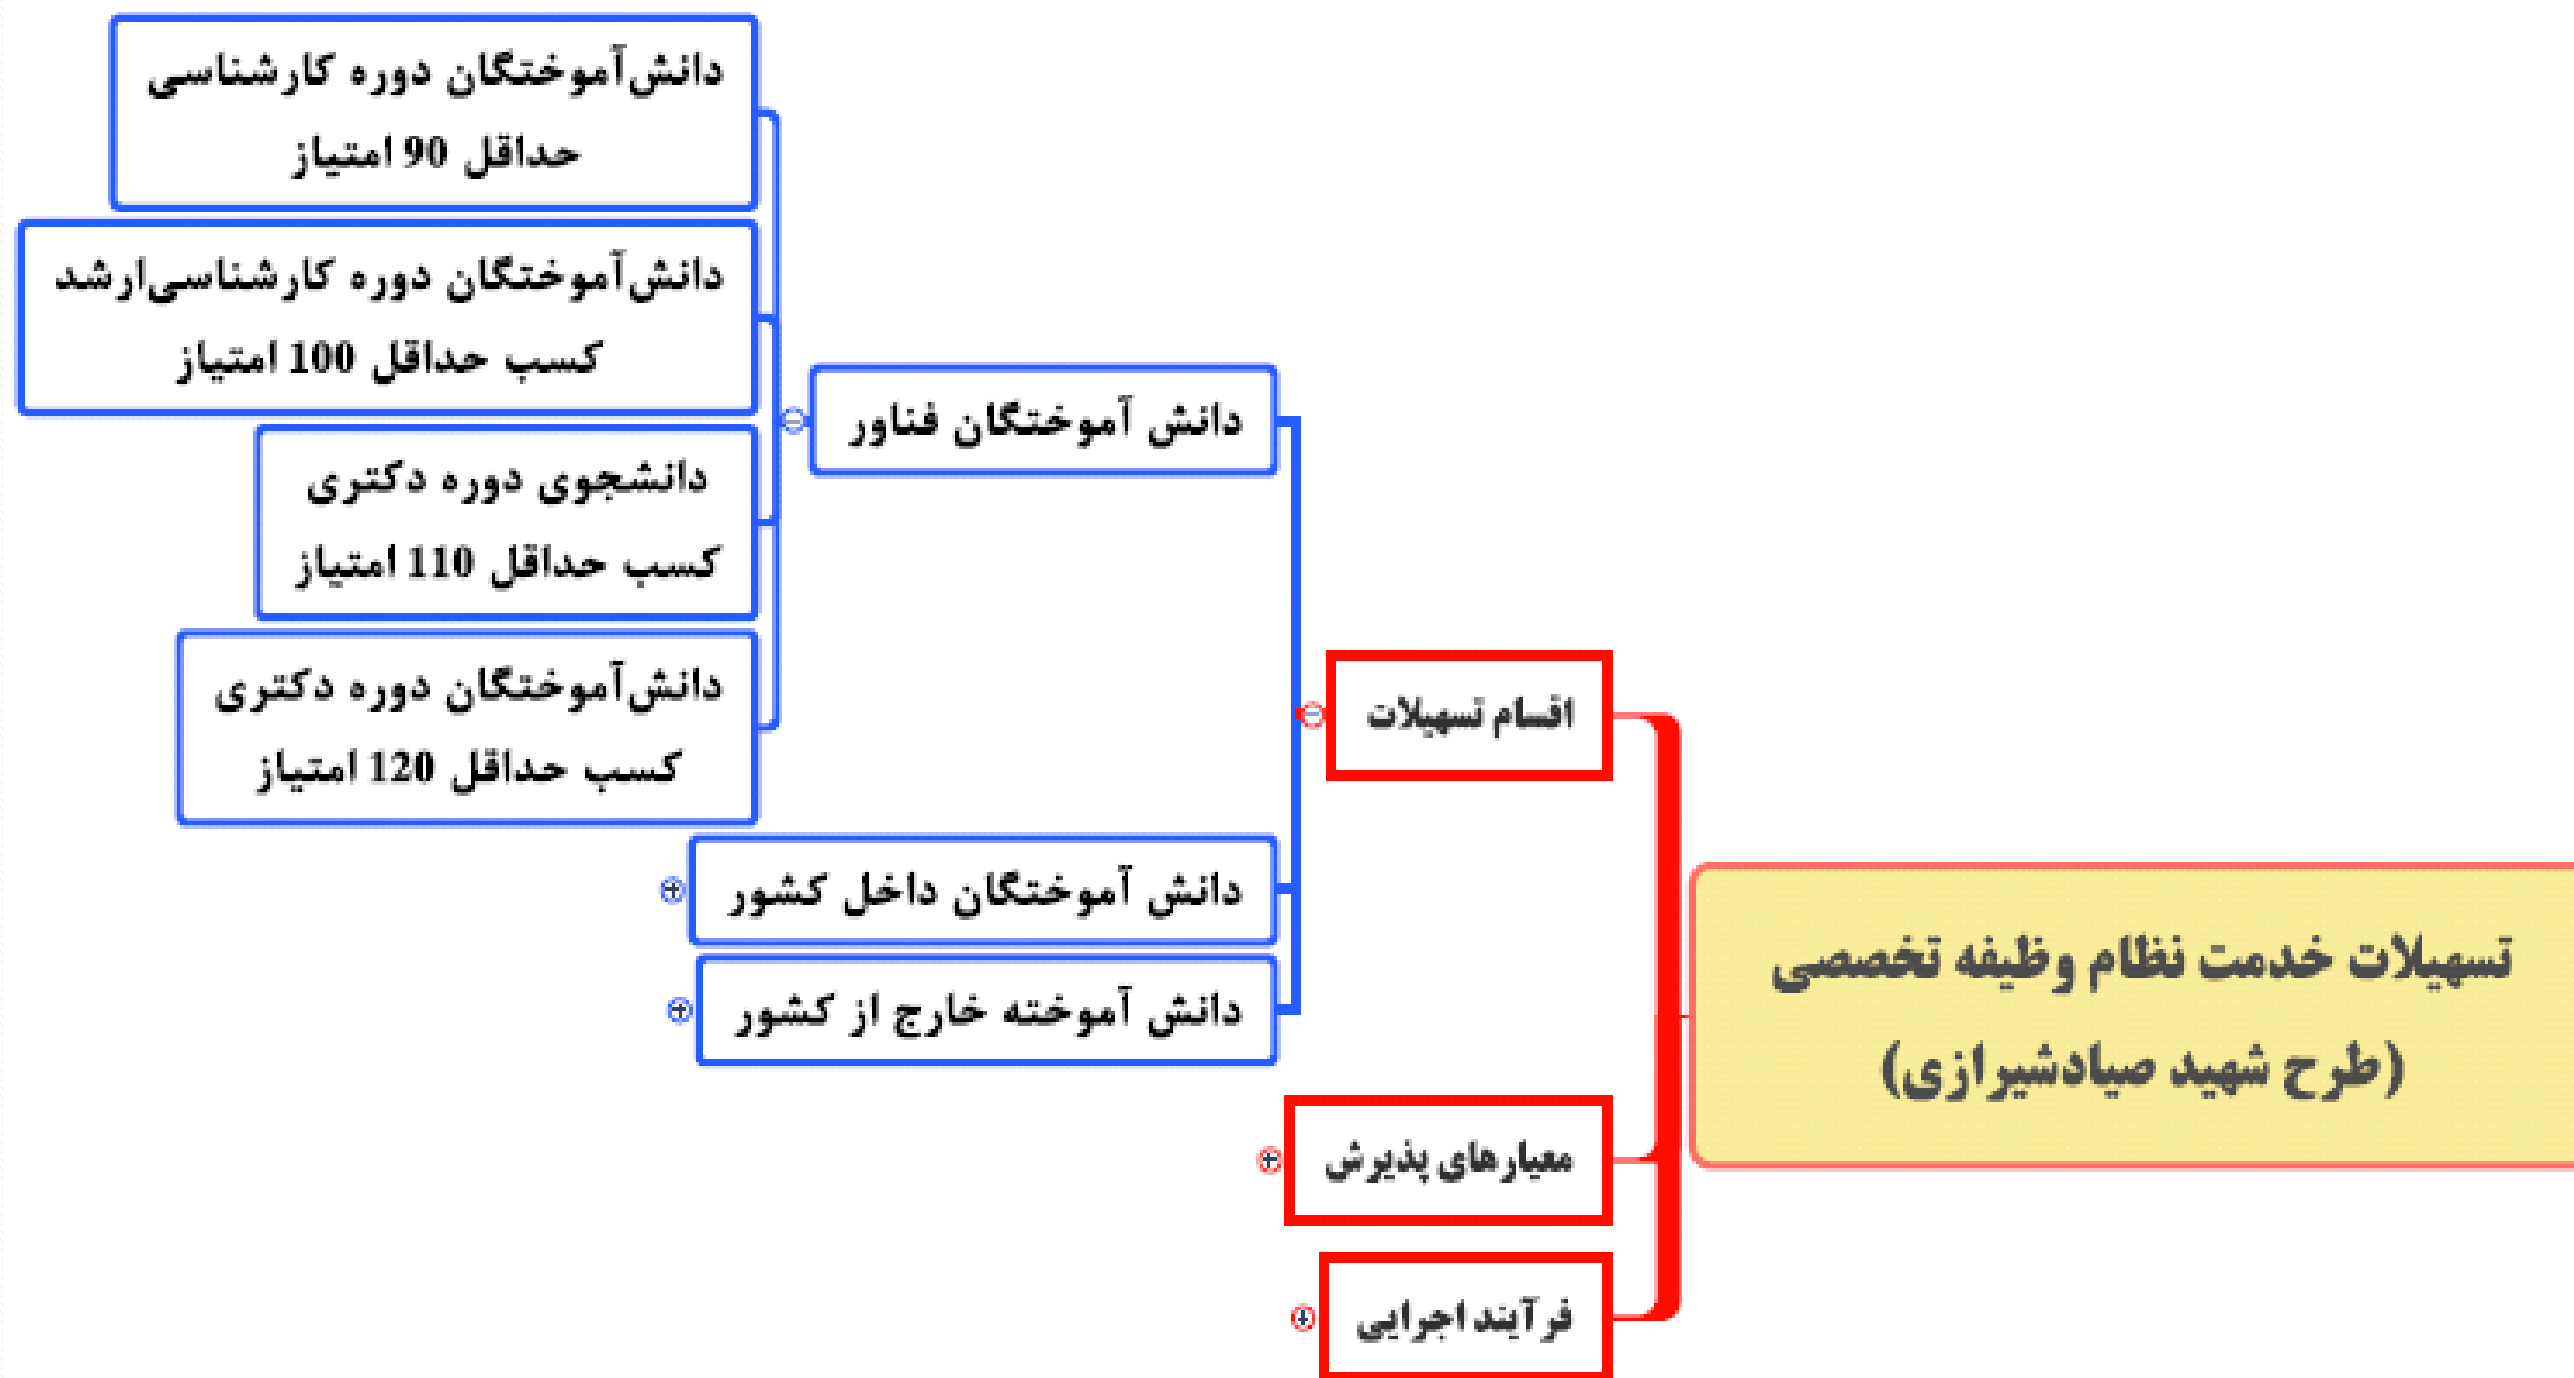 تسهیلات خدمت نظام وظیفه تخصصی
(طرح شهید صیادشیرازی)
اقسام تسهیلات
دانش آموختگان فناور
دانش‌آموختگان دوره کارشناسی
حداقل 90 امتیاز
دانش‌آموختگان دوره کارشناسی‌ارشد
کسب حداقل 100 امتیاز
دانشجوی دوره دکتری
کسب حداقل 110 امتیاز
دانش‌آموختگان دوره دکتری
کسب حداقل 120 امتیاز
دانش آموختگان داخل کشور
دانش آموخته خارج از کشور
معیارهای پذیرش
فرآیند اجرایی